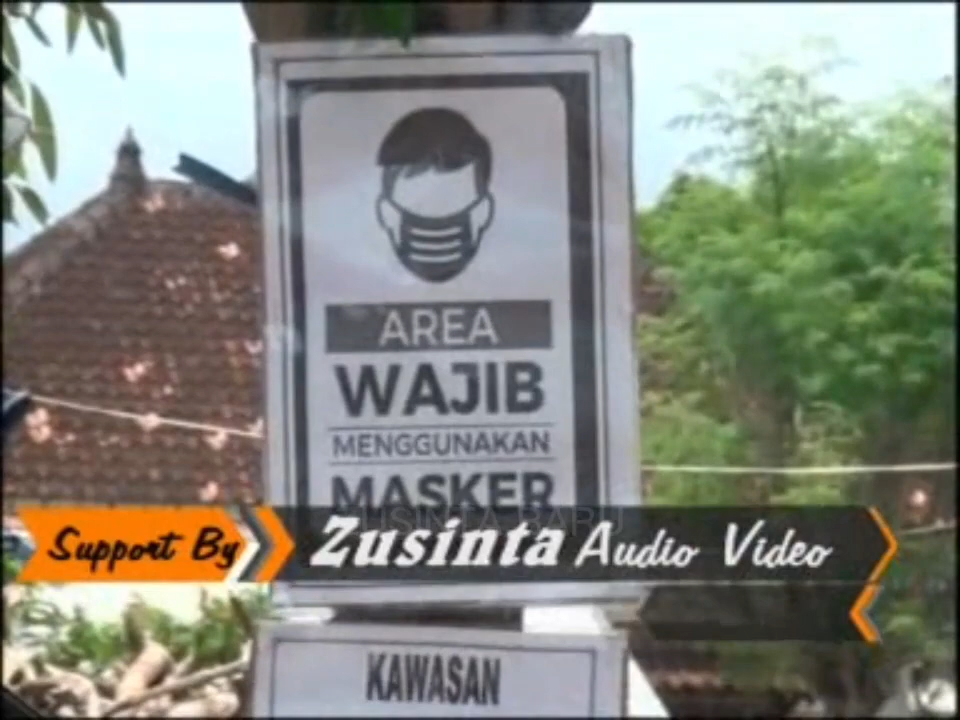 AREA
WAJIB
MENGGUNAKAN
MASKER
Support By Zusinta Audio Video
KAWASAN